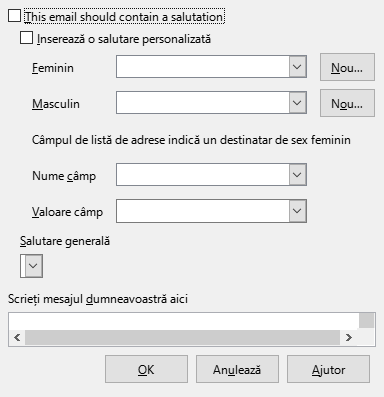 This email should contain a salutation
Inserează o salutare personalizată
Feminin
Nou...
Masculin
Nou...
Câmpul de listă de adrese indică un destinatar de sex feminin
Nume câmp
Valoare câmp
Salutare generală
Scrieți mesajul dumneavoastră aici
OK
Anulează
Ajutor